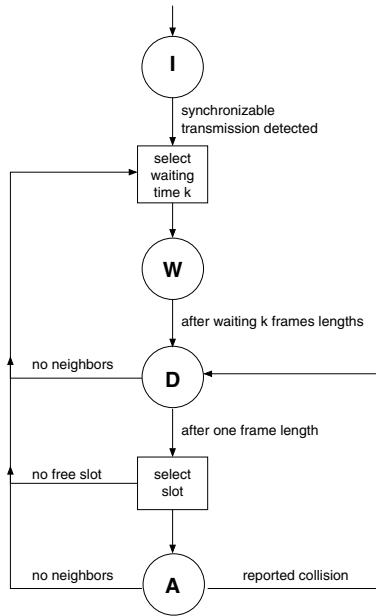 I
synchronizable
transmission detected
select
waiting
time k
W
after waiting k frames lengths
no neighbors
D
after one frame length
no free slot
select
slot
no neighbors
A
reported collision